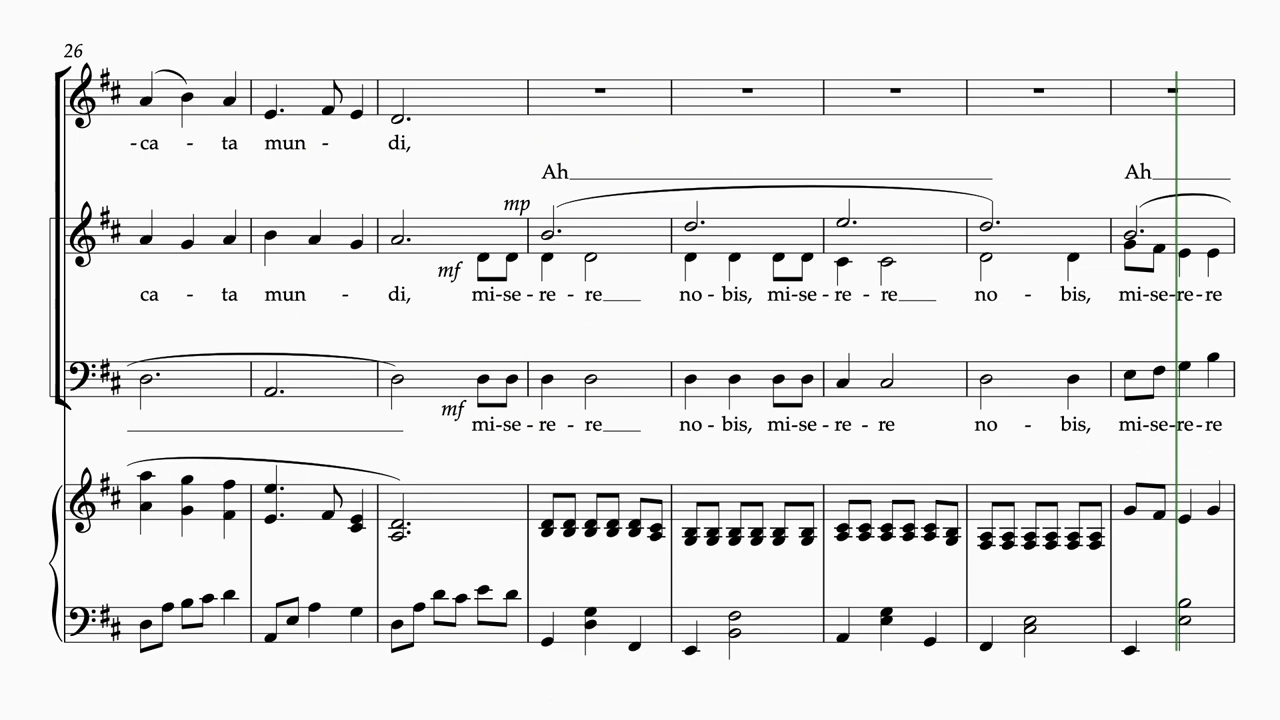 26
-ca - ta mun - di,
Ah Ah
mp
mf
ca - ta mun - di, mi-se-re-re no-bis, mi-se-re-re no - bis, mi-se-re-re
mf
mi-se-re-re no-bis, mi-se-re-re no - bis, mi-se-re-re